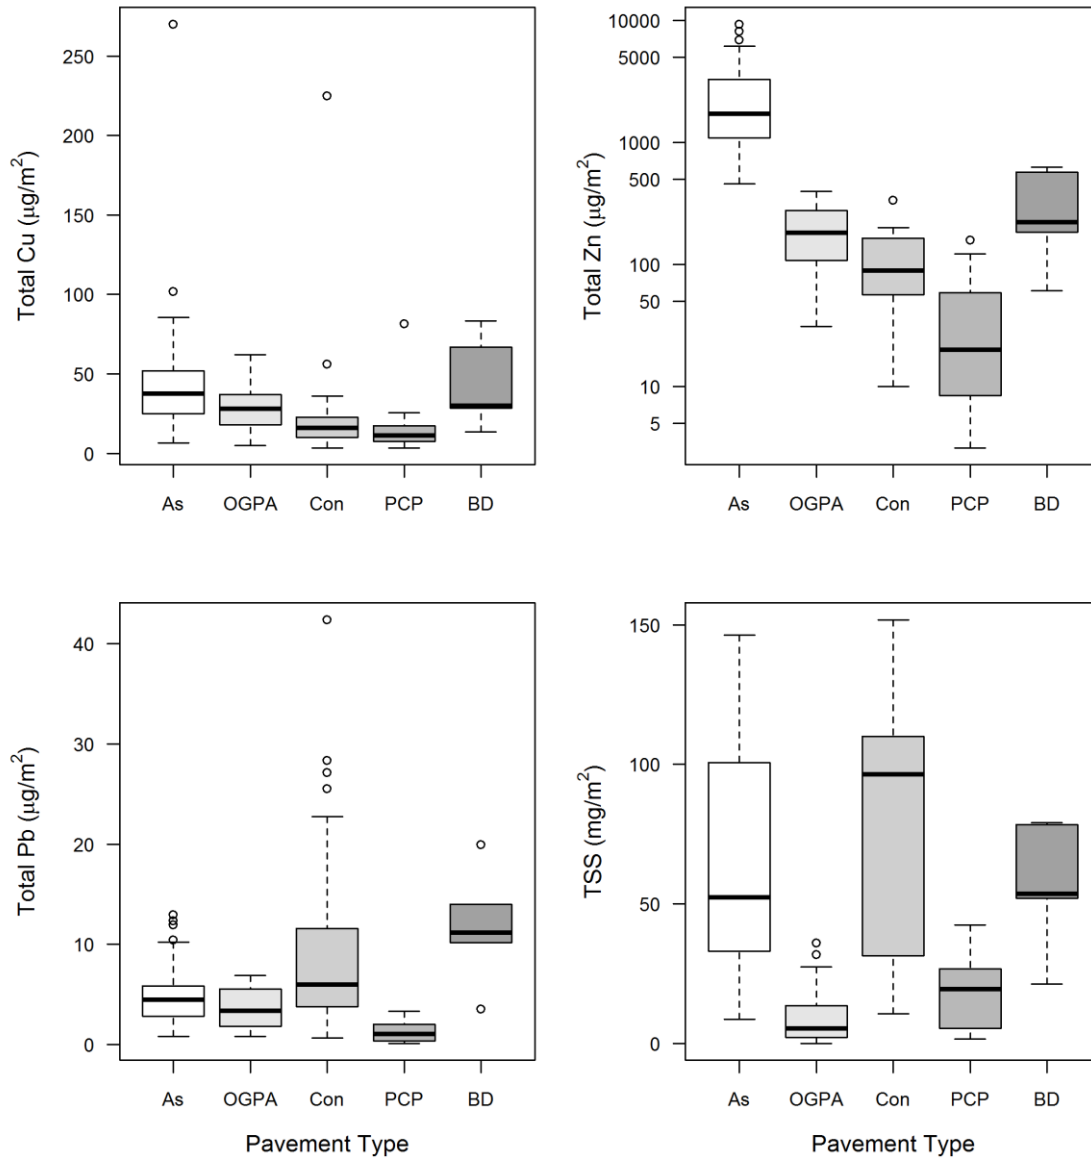 Total Cu (μg/m²)
250
200
150
100
50
0
As OGPA Con PCP BD
Total Zn (μg/m²)
10000
5000
1000
500
100
50
10
5
As OGPA Con PCP BD
Total Pb (μg/m²)
40
30
20
10
0
As OGPA Con PCP BD
Pavement Type
TSS (mg/m²)
150
100
50
0
As OGPA Con PCP BD
Pavement Type